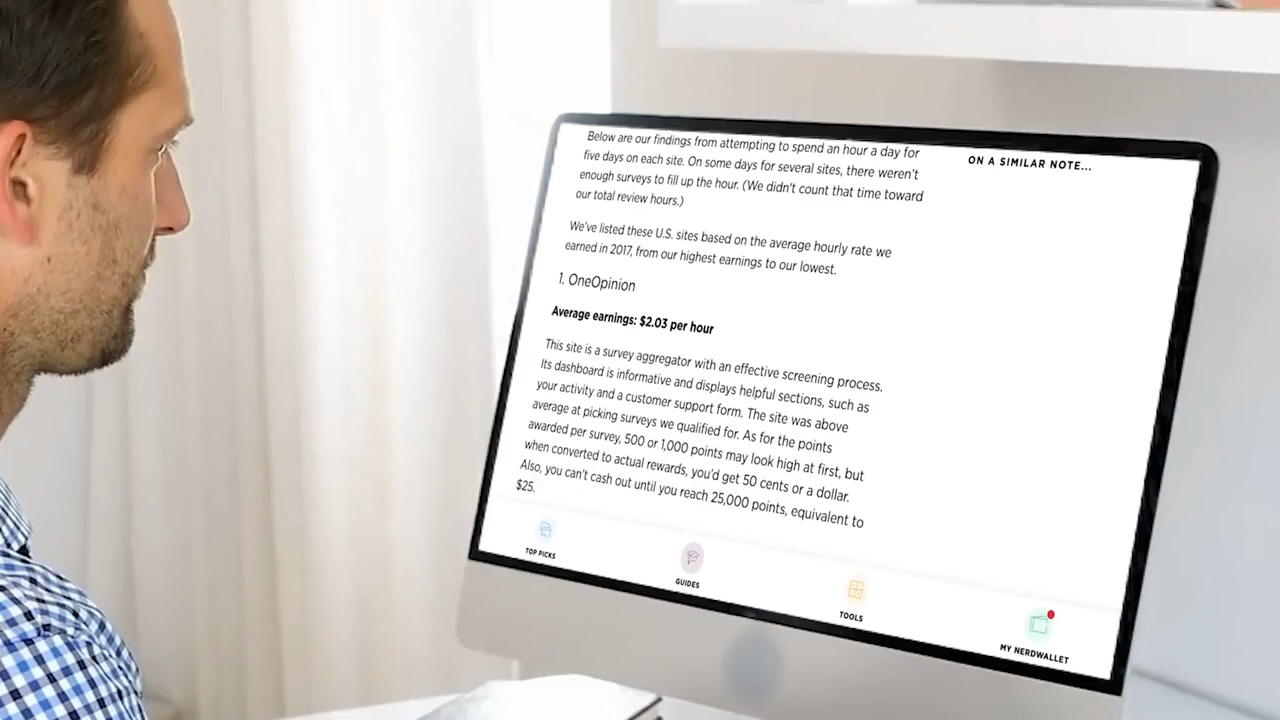 Below are our findings from attempting to spend an hour a day for
five days on each site. On some days for several sites, there weren't
enough surveys to fill up the hour. (We didn't count that time toward
our total review hours.)
We've listed these U.S. sites based on the average hourly rate we
earned in 2017, from our highest earnings to our lowest.
1. OneOpinion
Average earnings: $2.03 per hour
This site is a survey aggregator with an effective screening process.
Its dashboard is informative and displays helpful sections, such as
your activity and a customer support form. The site was above
average at picking surveys we qualified for. As for the points
awarded per survey, 500 or 1,000 points may look high at first, but
when converted to actual rewards, you'd get 50 cents or a dollar.
Also, you can't cash out until you reach 25,000 points, equivalent to
$25.
ON A SIMILAR NOTE...
TOP PICKS
GUIDES
TOOLS
MY NERDWALLET